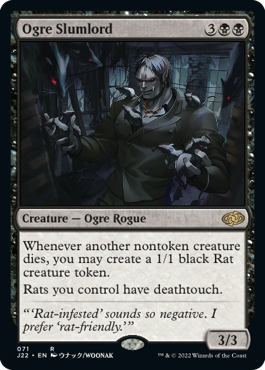 Ogre Slumlord 3
Creature — Ogre Rogue
Whenever another nontoken creature
dies, you may create a 1/1 black Rat
creature token.
Rats you control have deathtouch.
“‘Rat-infested’ sounds so negative. I
prefer ‘rat-friendly.’”
3/3
071 R
J22 • EN ウナック/WOONAK
™ & © 2022 Wizards of the Coast